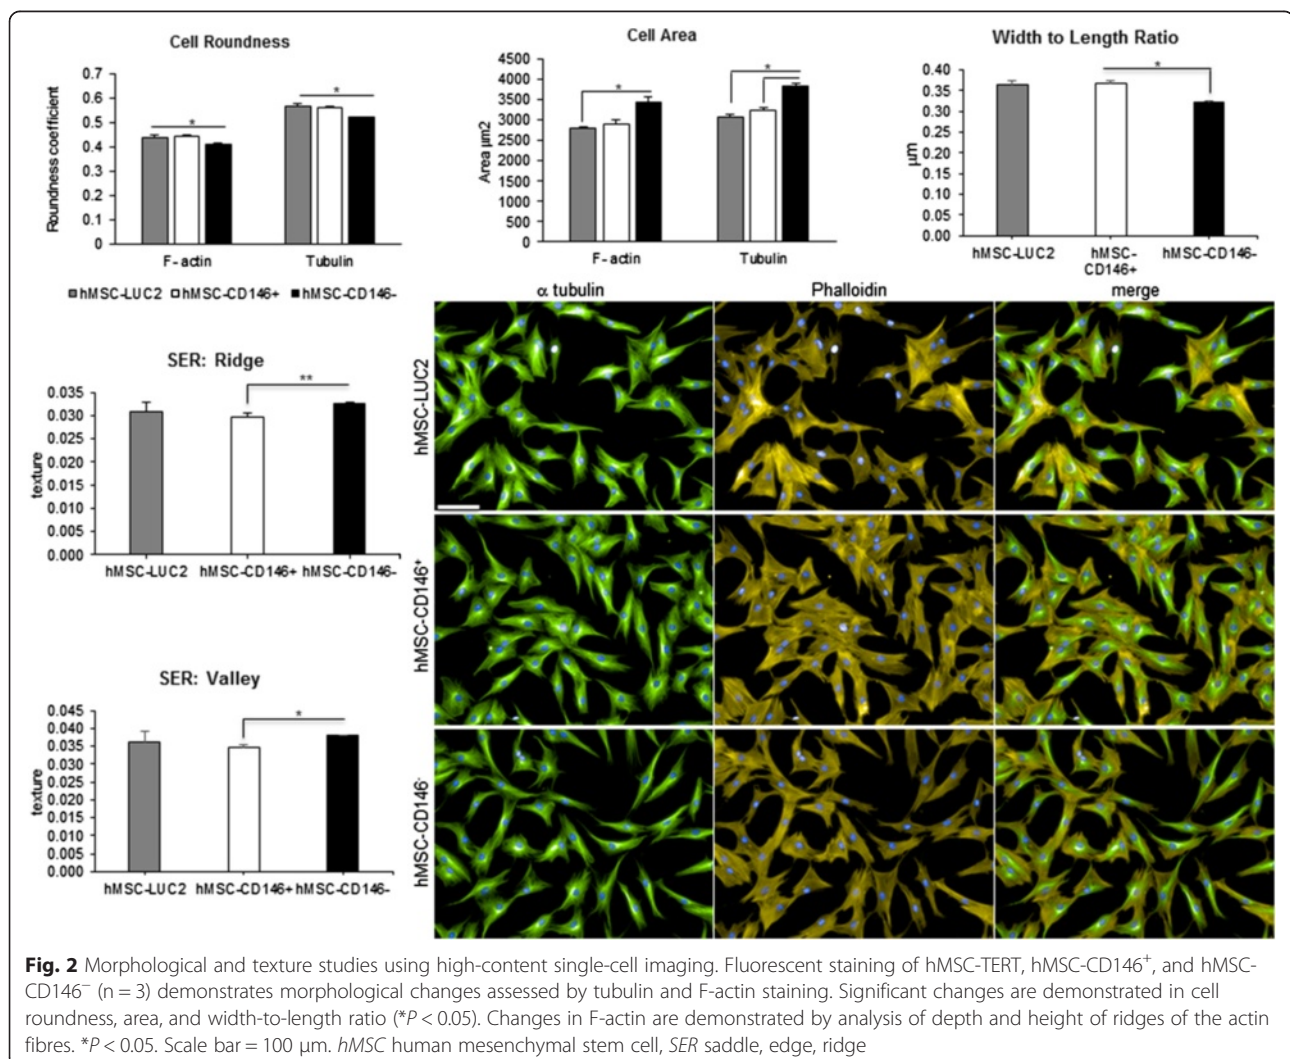 Cell Roundness
Roundness coefficient
0.7
0.6
0.5
0.4
0.3
0.2
0.1
0
*
*
F-actin
Tubulin
hMSC-LUC2 hMSC-CD146+ hMSC-CD146-
Cell Area
Area µm2
4500
4000
3500
3000
2500
2000
1500
1000
500
0
*
*
F-actin
Tubulin
Width to Length Ratio
µm
0.40
0.35
0.30
0.25
0.20
0.15
0.10
0.05
0.00
*
hMSC-LUC2
hMSC-
CD146+
hMSC-CD146-
SER: Ridge
texture
0.035
0.030
0.025
0.020
0.015
0.010
0.005
0.000
**
hMSC-LUC2 hMSC-CD146+ hMSC-CD146-
SER: Valley
texture
0.045
0.040
0.035
0.030
0.025
0.020
0.015
0.010
0.005
0.000
*
hMSC-LUC2 hMSC-CD146+ hMSC-CD146-
α tubulin
Phalloidin
merge
hMSC-LUC2
hMSC-CD146⁺
hMSC-CD146⁻
Fig. 2 Morphological and texture studies using high-content single-cell imaging. Fluorescent staining of hMSC-TERT, hMSC-CD146⁺, and hMSC-
CD146⁻ (n = 3) demonstrates morphological changes assessed by tubulin and F-actin staining. Significant changes are demonstrated in cell
roundness, area, and width-to-length ratio (*P < 0.05). Changes in F-actin are demonstrated by analysis of depth and height of ridges of the actin
fibres. *P < 0.05. Scale bar = 100 µm. hMSC human mesenchymal stem cell, SER saddle, edge, ridge